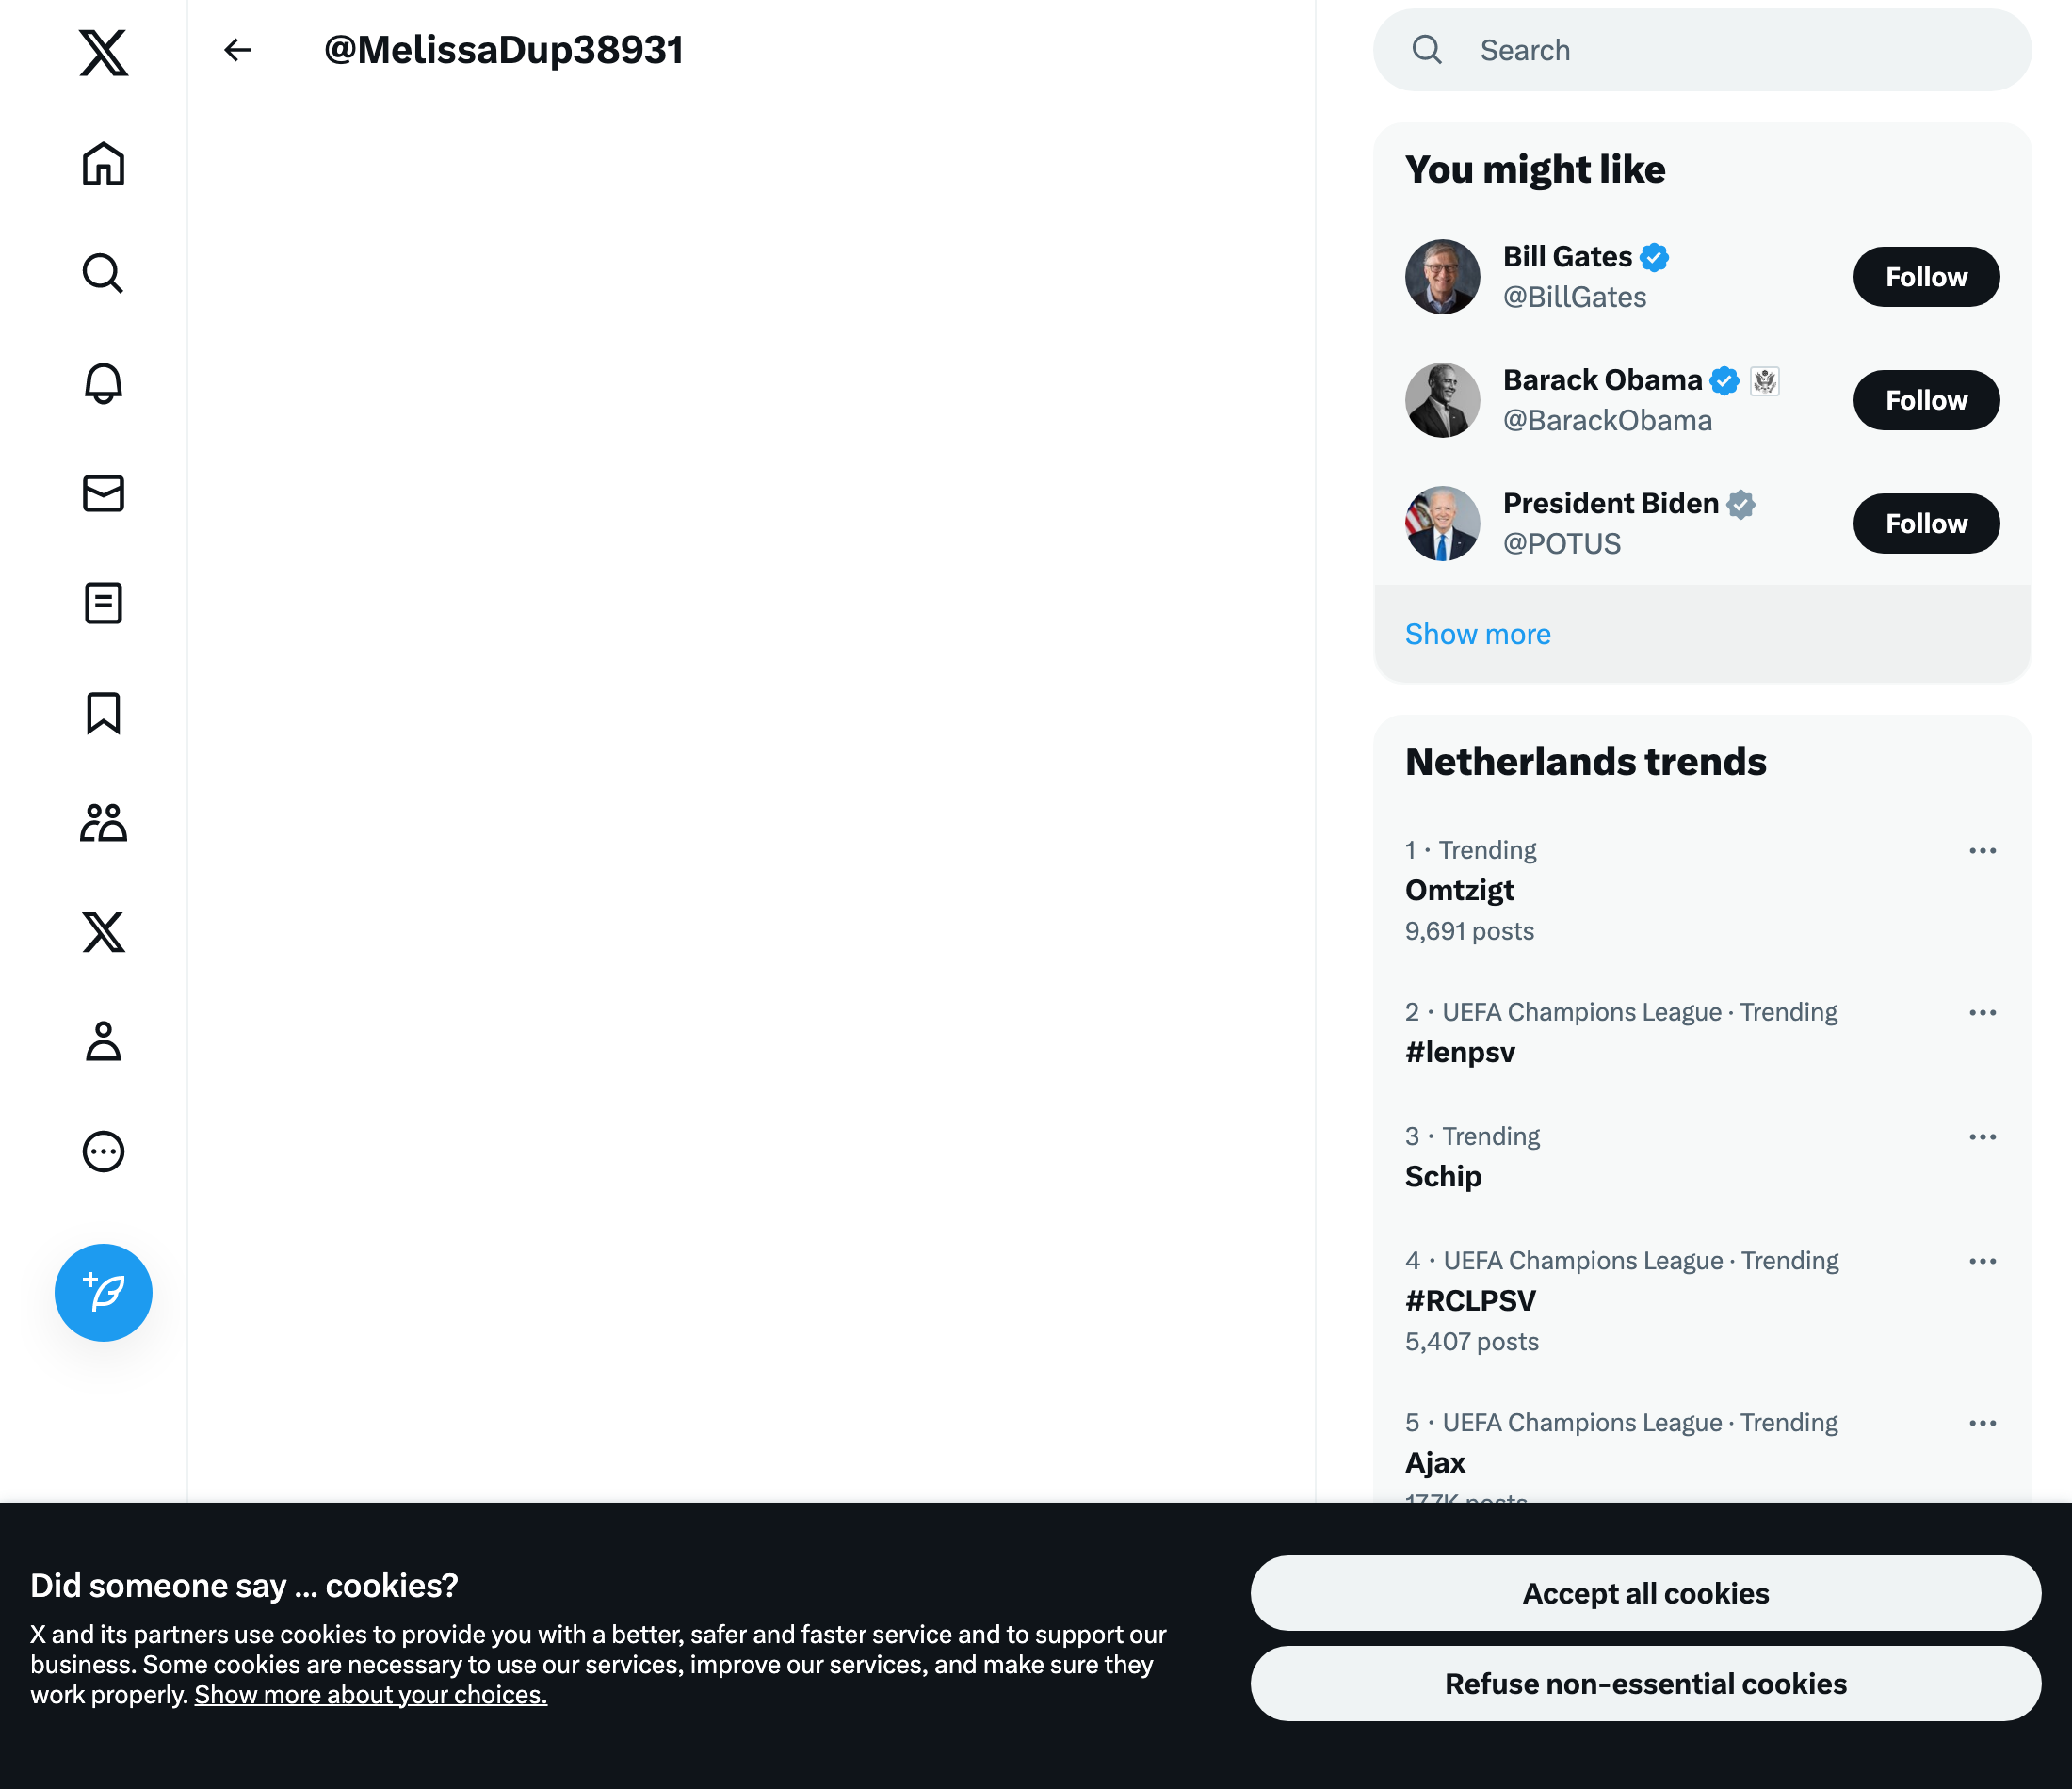 @MelissaDup38931
Search
You might like
Bill Gates
@BillGates
Follow
Barack Obama
@BarackObama
Follow
President Biden
@POTUS
Follow
Show more
Netherlands trends
1 · Trending
Omtzigt
9,691 posts
2 · UEFA Champions League · Trending
#lenpsv
3 · Trending
Schip
4 · UEFA Champions League · Trending
#RCLPSV
5,407 posts
5 · UEFA Champions League · Trending
Ajax
posts
Did someone say … cookies?
X and its partners use cookies to provide you with a better, safer and faster service and to support our
business. Some cookies are necessary to use our services, improve our services, and make sure they
work properly. Show more about your choices.
Accept all cookies
Refuse non-essential cookies